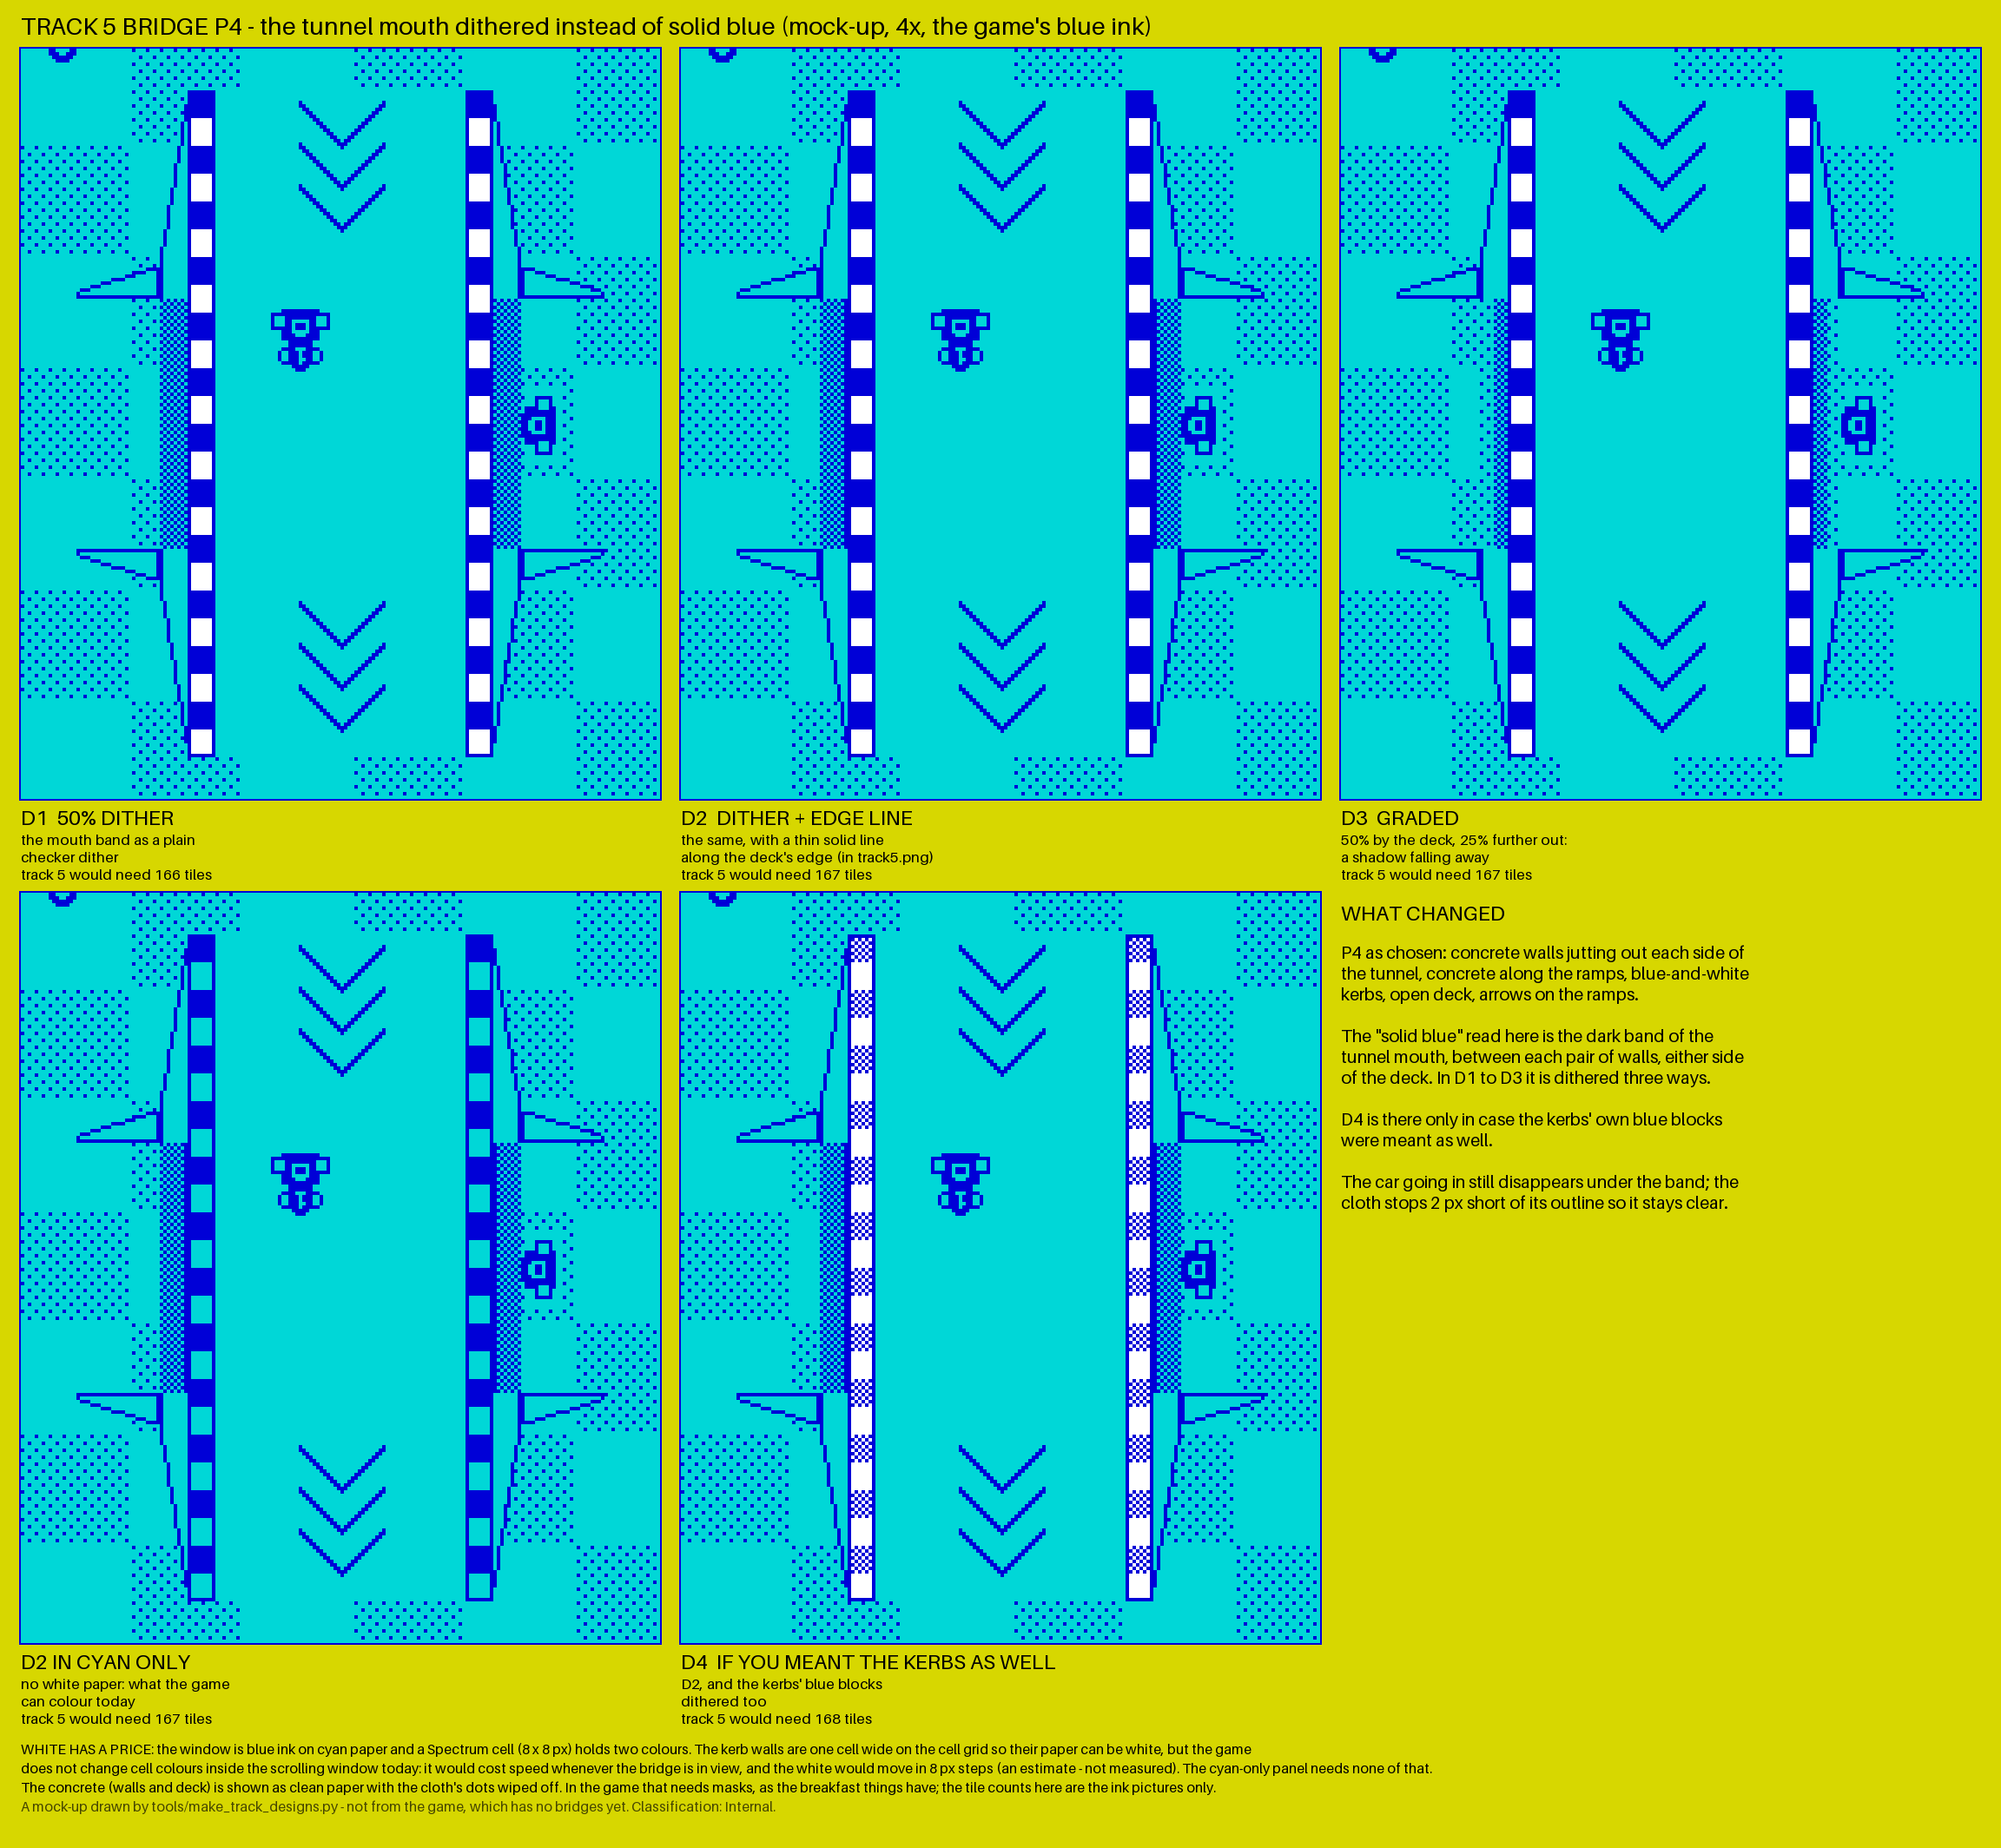 TRACK 5 BRIDGE P4 - the tunnel mouth dithered instead of solid blue (mock-up, 4x, the game's blue ink)
D1 50% DITHER
the mouth band as a plain
checker dither
track 5 would need 166 tiles
D2 DITHER + EDGE LINE
the same, with a thin solid line
along the deck's edge (in track5.png)
track 5 would need 167 tiles
D3 GRADED
50% by the deck, 25% further out:
a shadow falling away
track 5 would need 167 tiles
WHAT CHANGED
P4 as chosen: concrete walls jutting out each side of
the tunnel, concrete along the ramps, blue-and-white
kerbs, open deck, arrows on the ramps.
The "solid blue" read here is the dark band of the
tunnel mouth, between each pair of walls, either side
of the deck. In D1 to D3 it is dithered three ways.
D4 is there only in case the kerbs' own blue blocks
were meant as well.
The car going in still disappears under the band; the
cloth stops 2 px short of its outline so it stays clear.
D2 IN CYAN ONLY
no white paper: what the game
can colour today
track 5 would need 167 tiles
D4 IF YOU MEANT THE KERBS AS WELL
D2, and the kerbs' blue blocks
dithered too
track 5 would need 168 tiles
WHITE HAS A PRICE: the window is blue ink on cyan paper and a Spectrum cell (8 x 8 px) holds two colours. The kerb walls are one cell wide on the cell grid so their paper can be white, but the game
does not change cell colours inside the scrolling window today: it would cost speed whenever the bridge is in view, and the white would move in 8 px steps (an estimate - not measured). The cyan-only panel needs none of that.
The concrete (walls and deck) is shown as clean paper with the cloth's dots wiped off. In the game that needs masks, as the breakfast things have; the tile counts here are the ink pictures only.
A mock-up drawn by tools/make_track_designs.py - not from the game, which has no bridges yet. Classification: Internal.